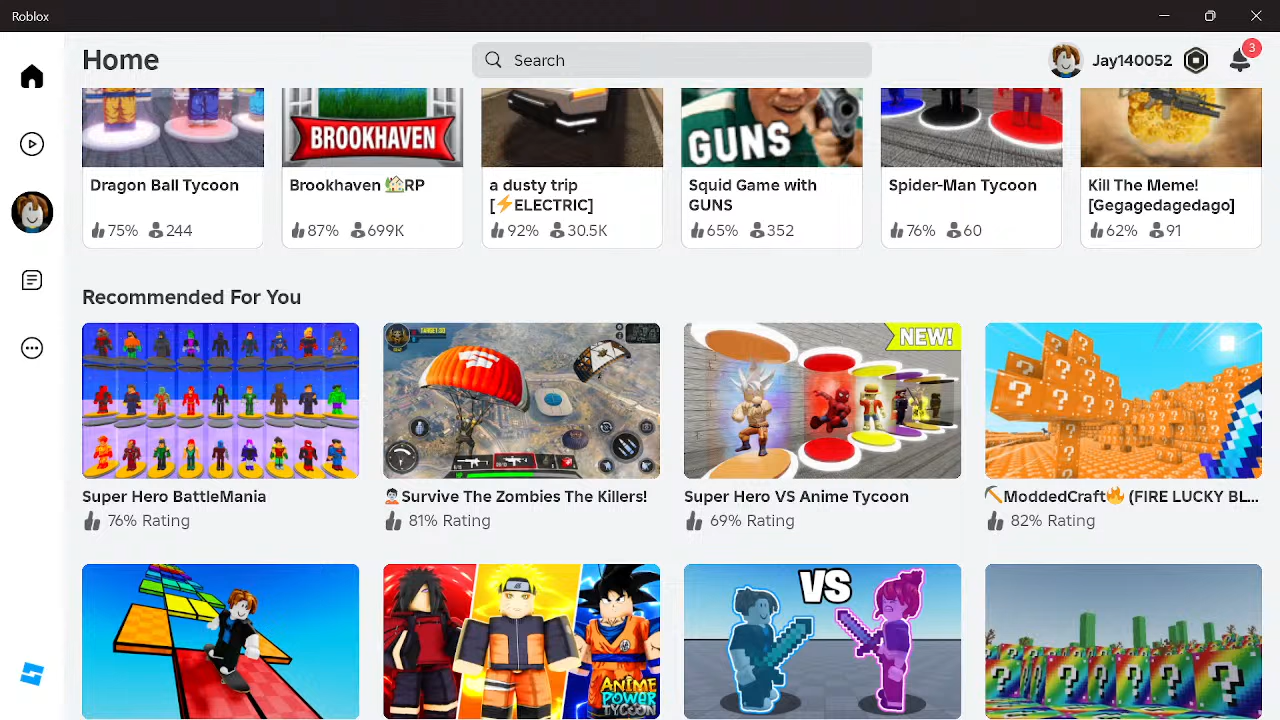 Roblox
Home
Search
Jay140052
3
BROOKHAVEN
GUNS
Dragon Ball Tycoon
Brookhaven 🏡RP
a dusty trip
[⚡ELECTRIC]
Squid Game with
GUNS
Spider-Man Tycoon
Kill The Meme!
[Gegagedagedago]
75% 244
87% 699K
92% 30.5K
65% 352
76% 60
62% 91
Recommended For You
NEW!
Super Hero BattleMania
🧟🏻Survive The Zombies The Killers!
Super Hero VS Anime Tycoon
⛏️ModdedCraft🔥 (FIRE LUCKY BL...
76% Rating
81% Rating
69% Rating
82% Rating
VS
ANIME
POWER
TYCOON